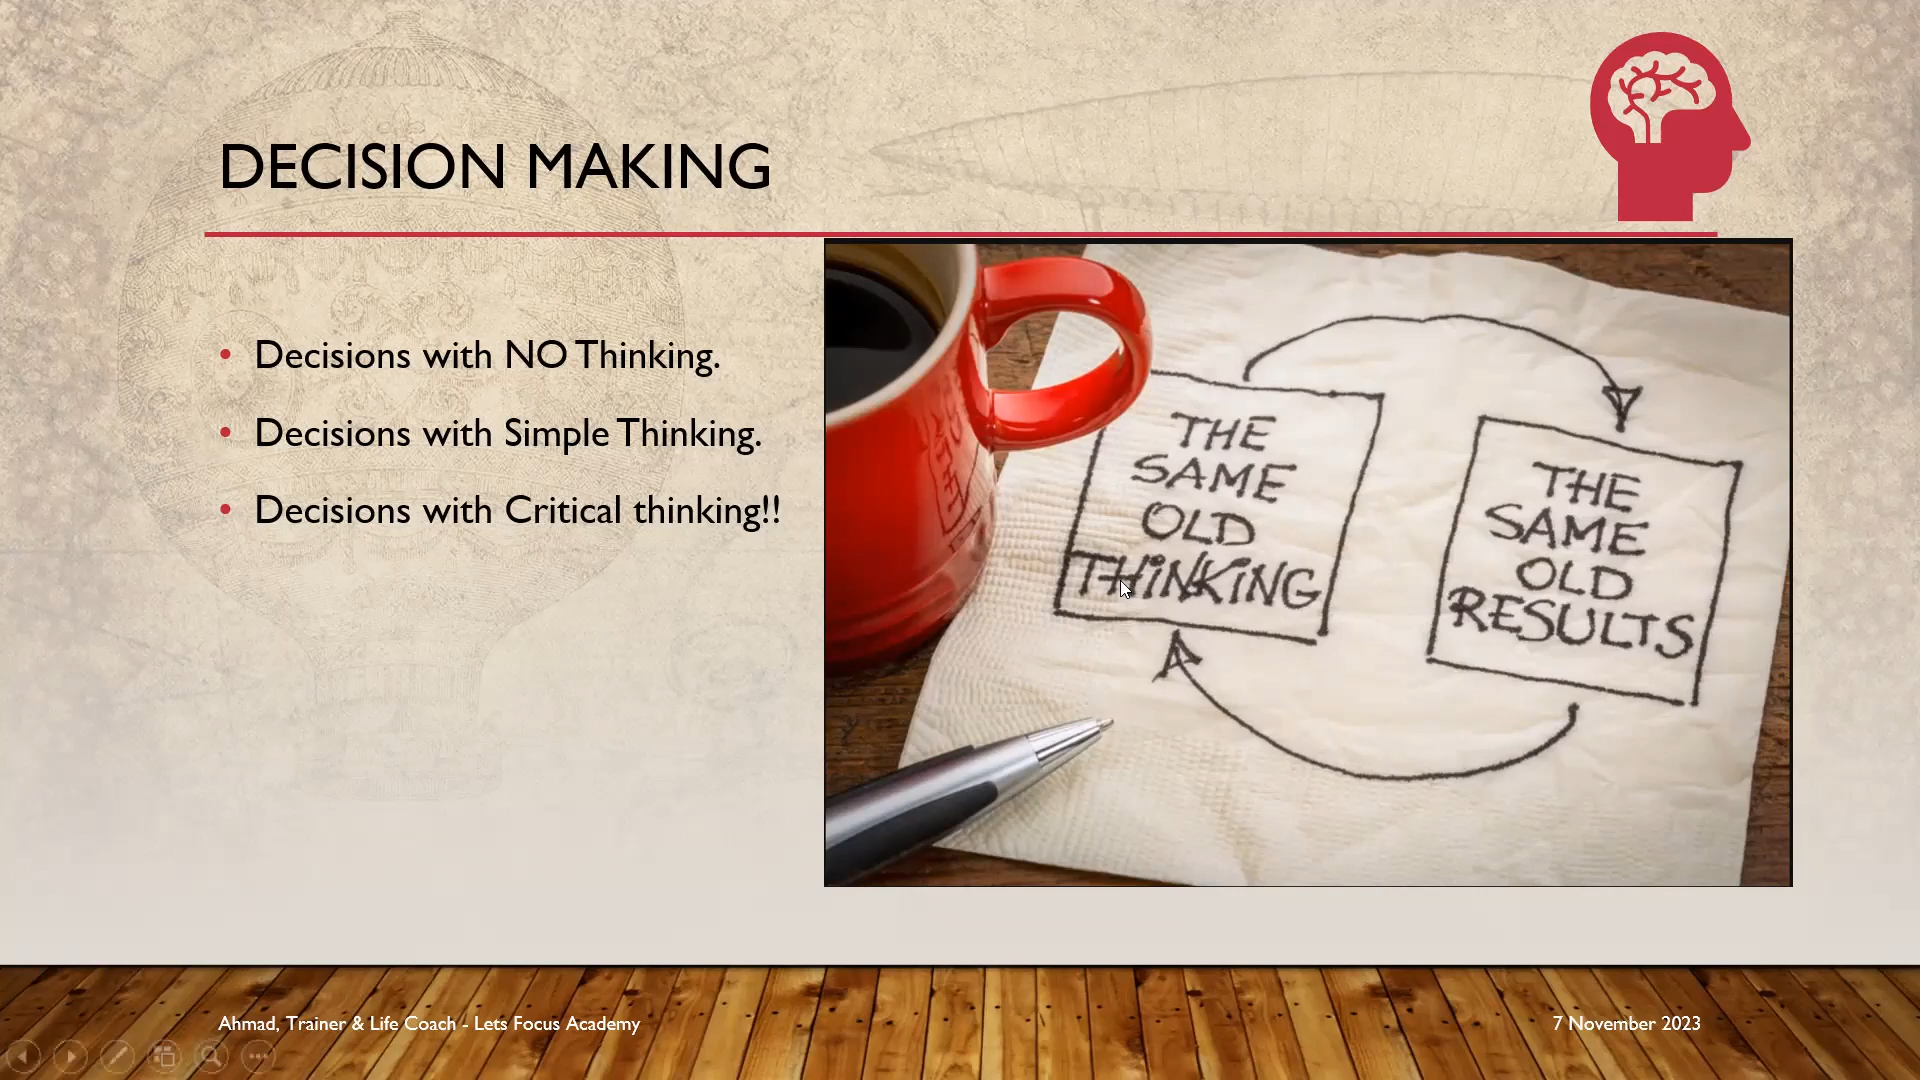 DECISION MAKING
• Decisions with NO Thinking.
• Decisions with Simple Thinking.
• Decisions with Critical thinking!!
THE
SAME
OLD
THiNKiNG
THE
SAME
OLD
RESULTS
Ahmad, Trainer & Life Coach - Lets Focus Academy
7 November 2023